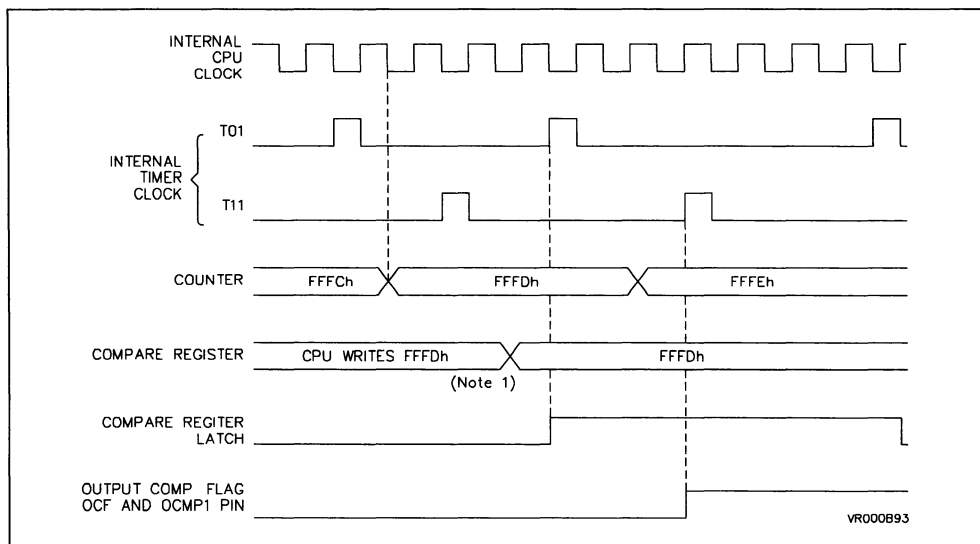 INTERNAL
CPU
CLOCK
T01
INTERNAL
TIMER
CLOCK
T11
COUNTER
FFFCh
FFFDh
FFFEh
COMPARE REGISTER
CPU WRITES FFFDh
FFFDh
(Note 1)
COMPARE REGITER
LATCH
OUTPUT COMP FLAG
OCF AND OCMP1 PIN
VR000B93